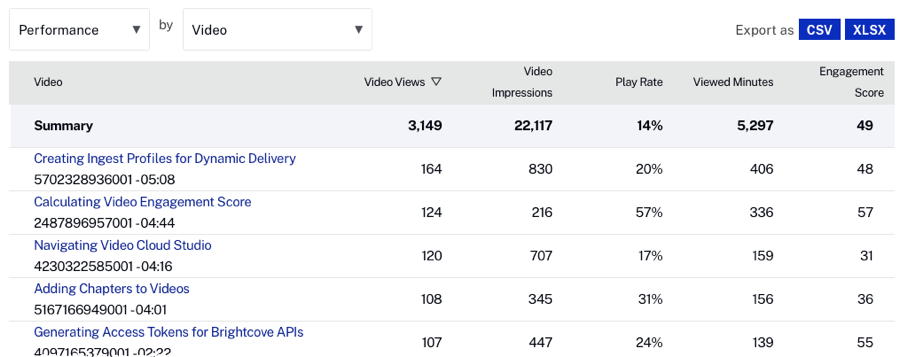 Performance by Video Export as CSV XLSX
Video Video Views Video Impressions Play Rate Viewed Minutes Engagement Score
Summary 3,149 22,117 14% 5,297 49
Creating Ingest Profiles for Dynamic Delivery 164 830 20% 406 48
5702328936001 - 05:08
Calculating Video Engagement Score 124 216 57% 336 57
2487896957001 - 04:44
Navigating Video Cloud Studio 120 707 17% 159 31
4230322585001 - 04:16
Adding Chapters to Videos 108 345 31% 156 36
5167166949001 - 04:01
Generating Access Tokens for Brightcove APIs 107 447 24% 139 55
4097165379001 - 02:22